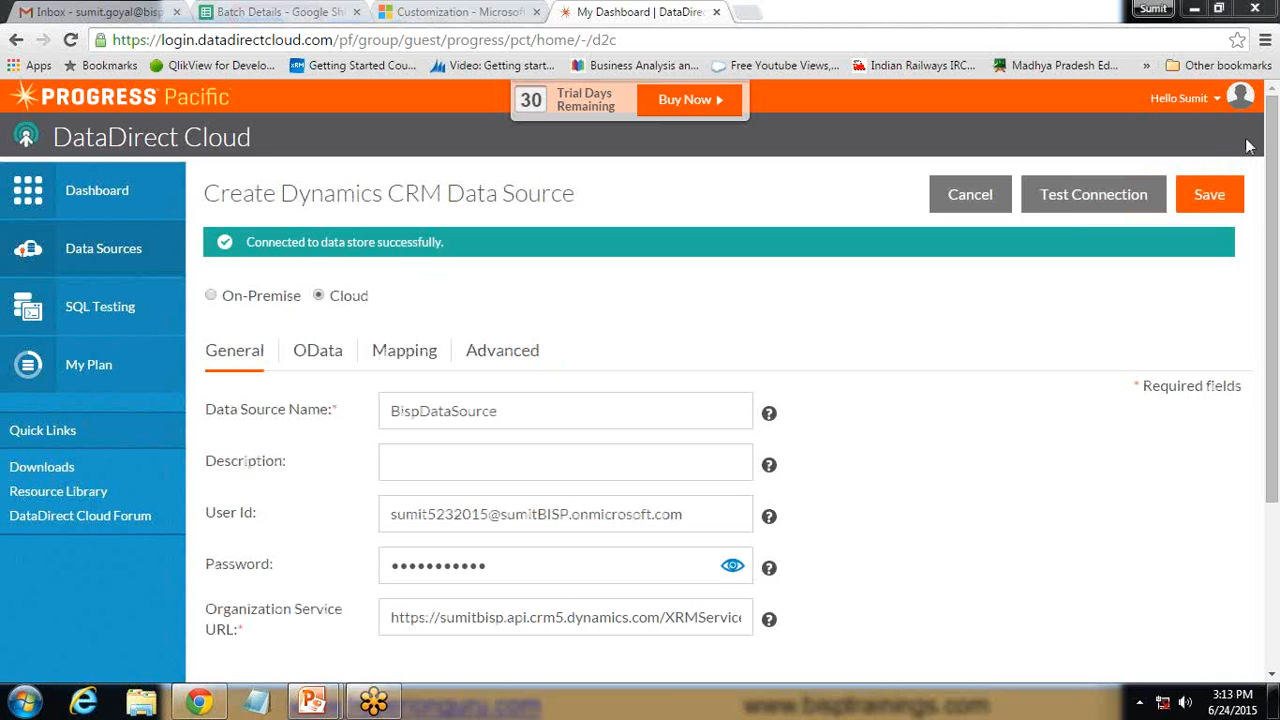 Inbox - sumit.goyal@bisp
Batch Details - Google Sh
Customization - Microsof
My Dashboard | DataDirec
Sumit
https://login.datadirectcloud.com/pf/group/guest/progress/pct/home/-/d2c
Apps
Bookmarks
QlikView for Develo...
Getting Started Cou...
Video: Getting start...
Business Analysis an...
Free Youtube Views,...
Indian Railways IRC...
Madhya Pradesh Ed...
»
Other bookmarks
PROGRESS Pacific
30
Trial Days
Remaining
Buy Now
Hello Sumit
DataDirect Cloud
Dashboard
Data Sources
SQL Testing
My Plan
Quick Links
Downloads
Resource Library
DataDirect Cloud Forum
Create Dynamics CRM Data Source
Cancel
Test Connection
Save
Connected to data store successfully.
On-Premise
Cloud
General
OData
Mapping
Advanced
* Required fields
Data Source Name:*
BispDataSource
Description:
User Id:
sumit5232015@sumitBISP.onmicrosoft.com
Password:
•••••••••••
Organization Service
URL:*
https://sumitbisp.api.crm5.dynamics.com/XRMService
3:13 PM
6/24/2015